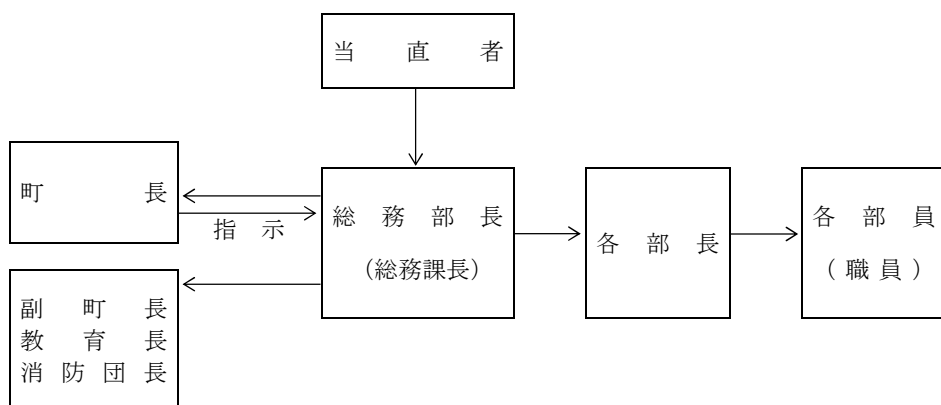 当直者
町長
指示
総務部長
(総務課長)
各部長
各部員
(職員)
副町長
教育長
消防団長